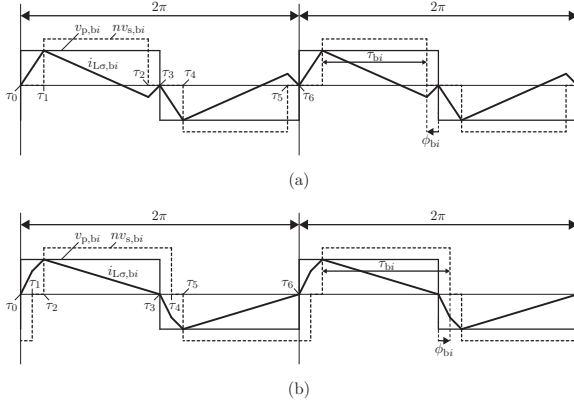 2π 2π
v_p,bi nv_s,bi
i_Lσ,bi τ_2 τ_3 τ_4 τ_bi
τ_0 τ_1 τ_5 τ_6
ϕ_bi
(a)
2π 2π
v_p,bi nv_s,bi
τ_1 i_Lσ,bi τ_5 τ_6 τ_bi
τ_0 τ_2 τ_3 τ_4
ϕ_bi
(b)